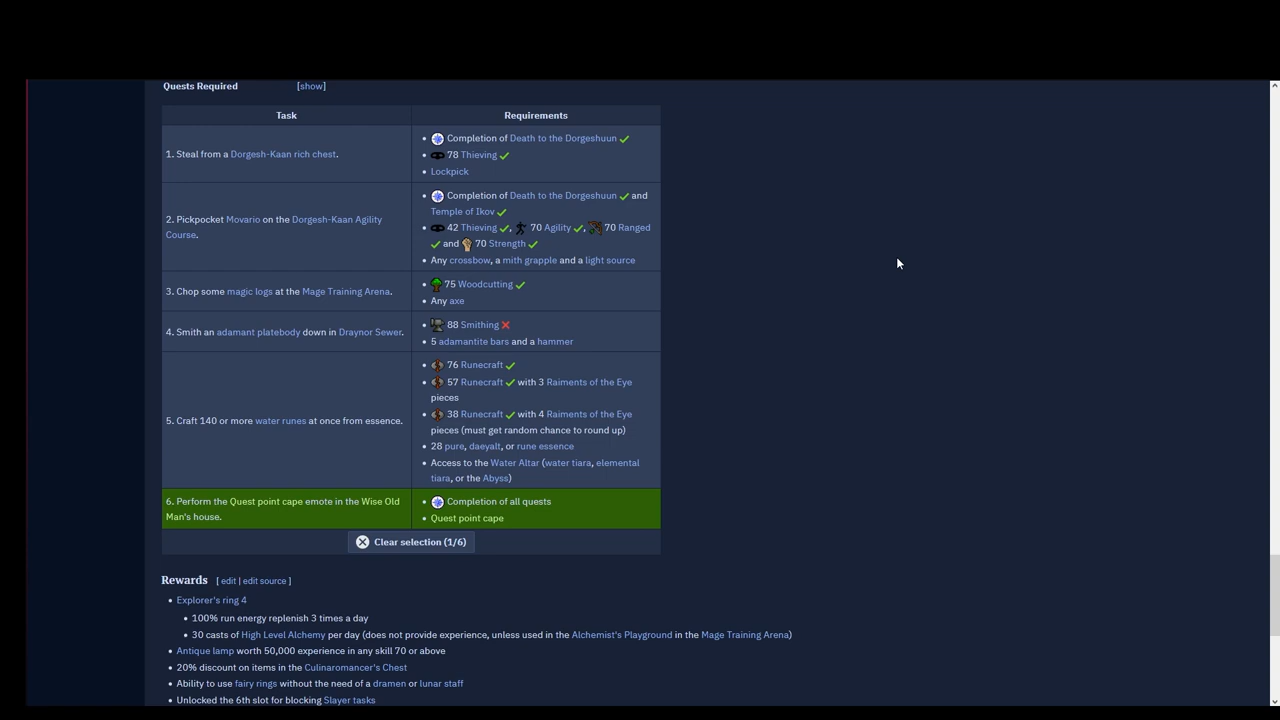 Quests Required [show]
Task Requirements
1. Steal from a Dorgesh-Kaan rich chest.
• Completion of Death to the Dorgeshuun
• 78 Thieving
• Lockpick
2. Pickpocket Movario on the Dorgesh-Kaan Agility
Course.
• Completion of Death to the Dorgeshuun and
Temple of Ikov
• 42 Thieving, 70 Agility, 70 Ranged
and 70 Strength
• Any crossbow, a mith grapple and a light source
3. Chop some magic logs at the Mage Training Arena.
• 75 Woodcutting
• Any axe
4. Smith an adamant platebody down in Draynor Sewer.
• 88 Smithing
• 5 adamantite bars and a hammer
5. Craft 140 or more water runes at once from essence.
• 76 Runecraft
• 57 Runecraft with 3 Raiments of the Eye
pieces
• 38 Runecraft with 4 Raiments of the Eye
pieces (must get random chance to round up)
• 28 pure, daeyalt, or rune essence
• Access to the Water Altar (water tiara, elemental
tiara, or the Abyss)
6. Perform the Quest point cape emote in the Wise Old
Man's house.
• Completion of all quests
• Quest point cape
Clear selection (1/6)
Rewards [ edit | edit source ]
• Explorer's ring 4
• 100% run energy replenish 3 times a day
• 30 casts of High Level Alchemy per day (does not provide experience, unless used in the Alchemist's Playground in the Mage Training Arena)
• Antique lamp worth 50,000 experience in any skill 70 or above
• 20% discount on items in the Culinaromancer's Chest
• Ability to use fairy rings without the need of a dramen or lunar staff
• Unlocked the 6th slot for blocking Slayer tasks